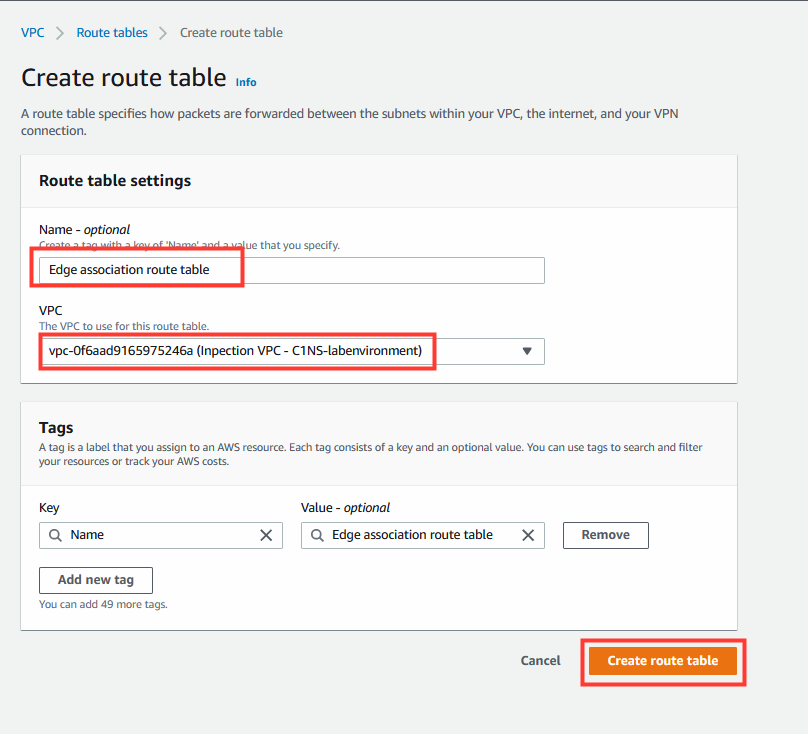 VPC > Route tables > Create route table
Create route table Info
A route table specifies how packets are forwarded between the subnets within your VPC, the internet, and your VPN
connection.
Route table settings
Name - optional
Create a tag with a key of 'Name' and a value that you specify.
Edge association route table
VPC
The VPC to use for this route table.
vpc-0f6aad9165975246a (Inpection VPC - C1NS-labenvironment)
Tags
A tag is a label that you assign to an AWS resource. Each tag consists of a key and an optional value. You can use tags to search and filter
your resources or track your AWS costs.
Key Value - optional
Name Edge association route table Remove
Add new tag
You can add 49 more tags.
Cancel Create route table